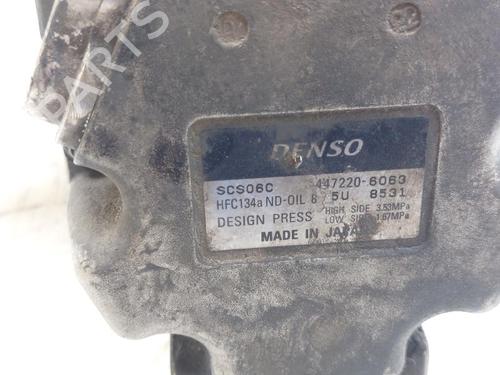 DENSO
SCS06C 447220-6063
HFC134a ND-OIL 8 5U 8531
DESIGN PRESS HIGH SIDE 3.53MPa
LOW SIDE 1.67MPa
MADE IN JAPAN
B-PARTS